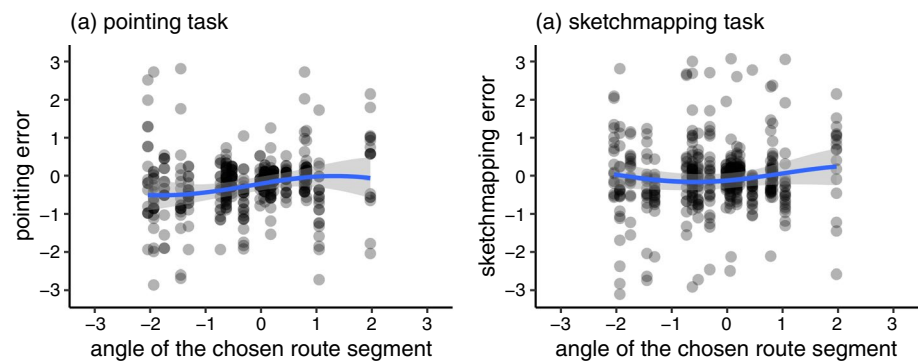 (a) pointing task
pointing error
3
2
1
0
−1
−2
−3
−3 −2 −1 0 1 2 3
angle of the chosen route segment
(a) sketchmapping task
sketchmapping error
3
2
1
0
−1
−2
−3
−3 −2 −1 0 1 2 3
angle of the chosen route segment